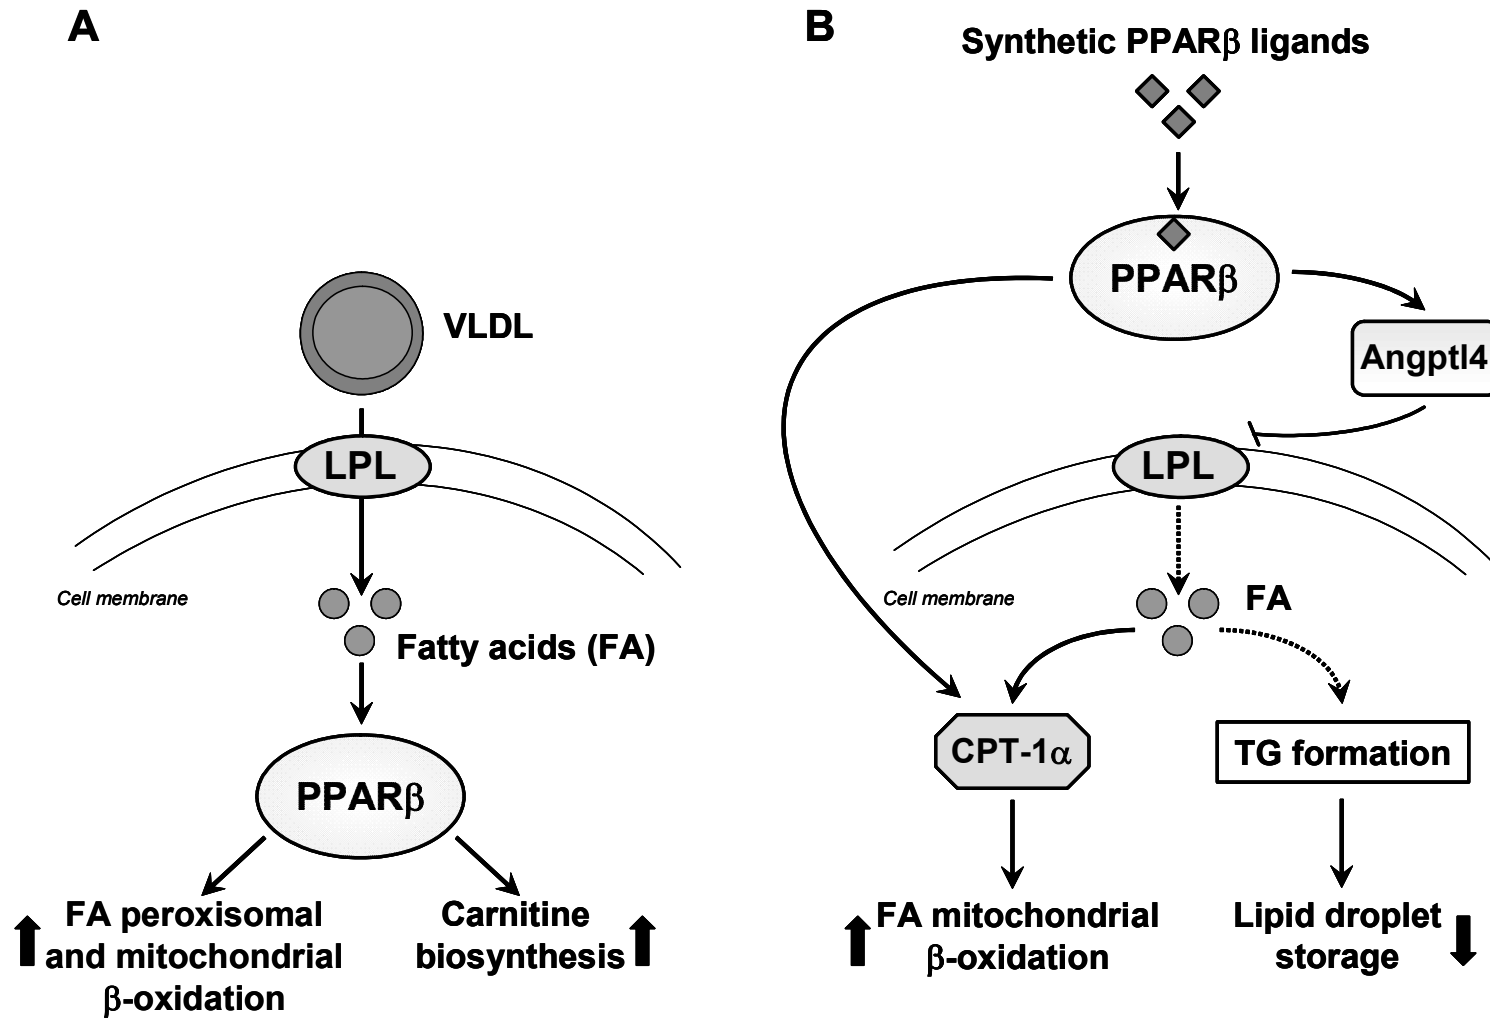 A
VLDL
LPL
Cell membrane
Fatty acids (FA)
PPARβ
FA peroxisomal
and mitochondrial
β-oxidation
Carnitine
biosynthesis
B
Synthetic PPARβ ligands
PPARβ
Angptl4
LPL
Cell membrane
FA
CPT-1α
TG formation
FA mitochondrial
β-oxidation
Lipid droplet
storage